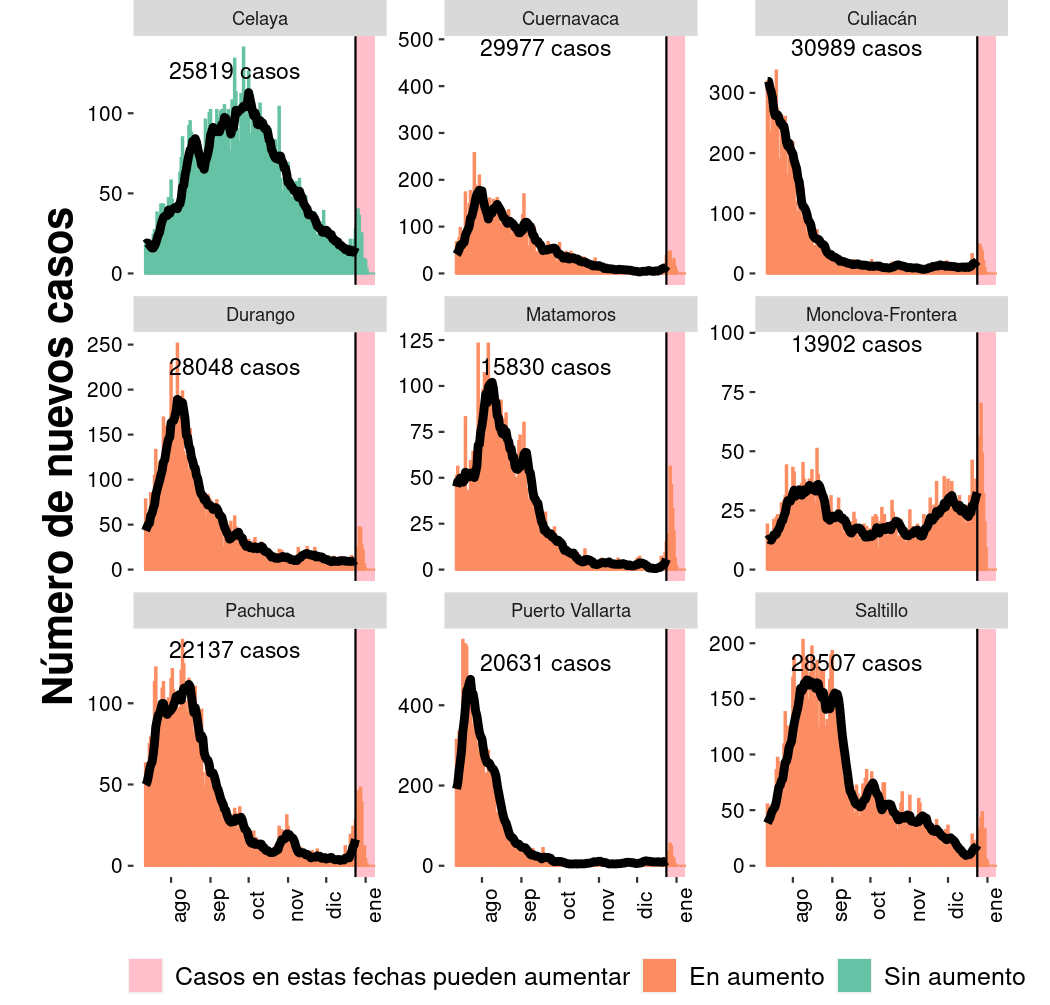 Número de nuevos casos
Celaya
25819 casos
100
50
0
Cuernavaca
29977 casos
500
400
300
200
100
0
Culiacán
30989 casos
300
200
100
0
Durango
28048 casos
250
200
150
100
50
0
Matamoros
15830 casos
125
100
75
50
25
0
Monclova-Frontera
13902 casos
100
75
50
25
0
Pachuca
22137 casos
100
50
0
ago sep oct nov dic ene
Puerto Vallarta
20631 casos
400
200
0
ago sep oct nov dic ene
Saltillo
28507 casos
200
150
100
50
0
ago sep oct nov dic ene
Casos en estas fechas pueden aumentar En aumento Sin aumento